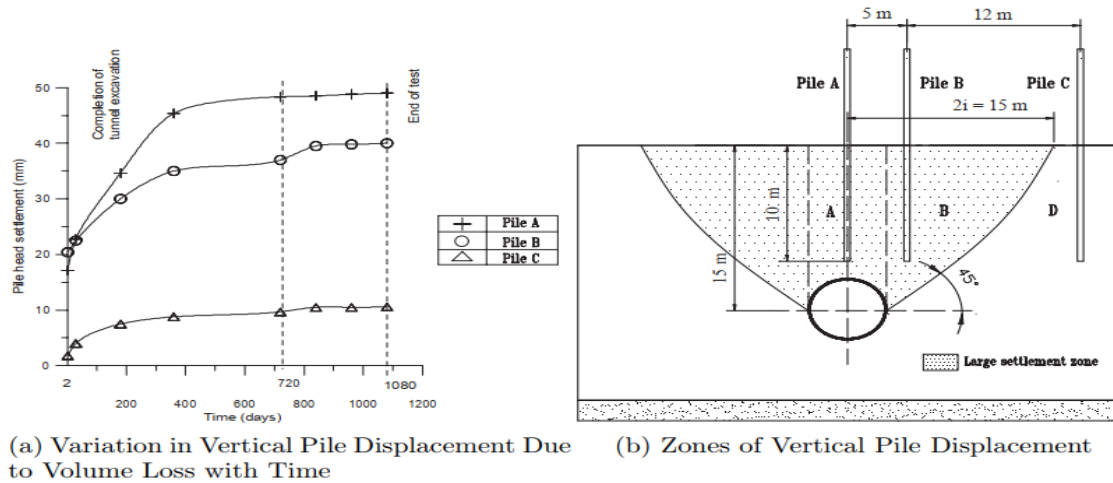 Completion of
tunnel excavation
End of test
50
40
30
20
10
0
Pile head settlement (mm)
2
720
1080
200
400
600
800
1000
1200
Time (days)
Pile A
Pile B
Pile C
5 m
12 m
Pile A
Pile B
Pile C
2i = 15 m
10 m
15 m
A
B
D
45°
Large settlement zone
(a) Variation in Vertical Pile Displacement Due
to Volume Loss with Time
(b) Zones of Vertical Pile Displacement